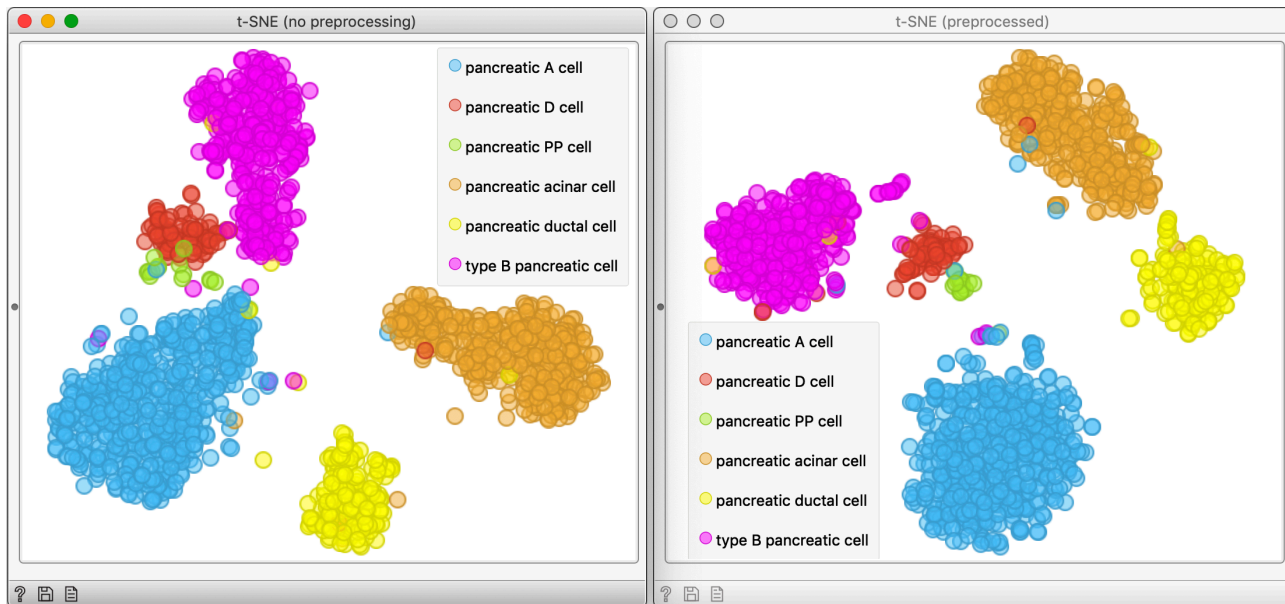 t-SNE (no preprocessing)
pancreatic A cell
pancreatic D cell
pancreatic PP cell
pancreatic acinar cell
pancreatic ductal cell
type B pancreatic cell
?
t-SNE (preprocessed)
pancreatic A cell
pancreatic D cell
pancreatic PP cell
pancreatic acinar cell
pancreatic ductal cell
type B pancreatic cell
?